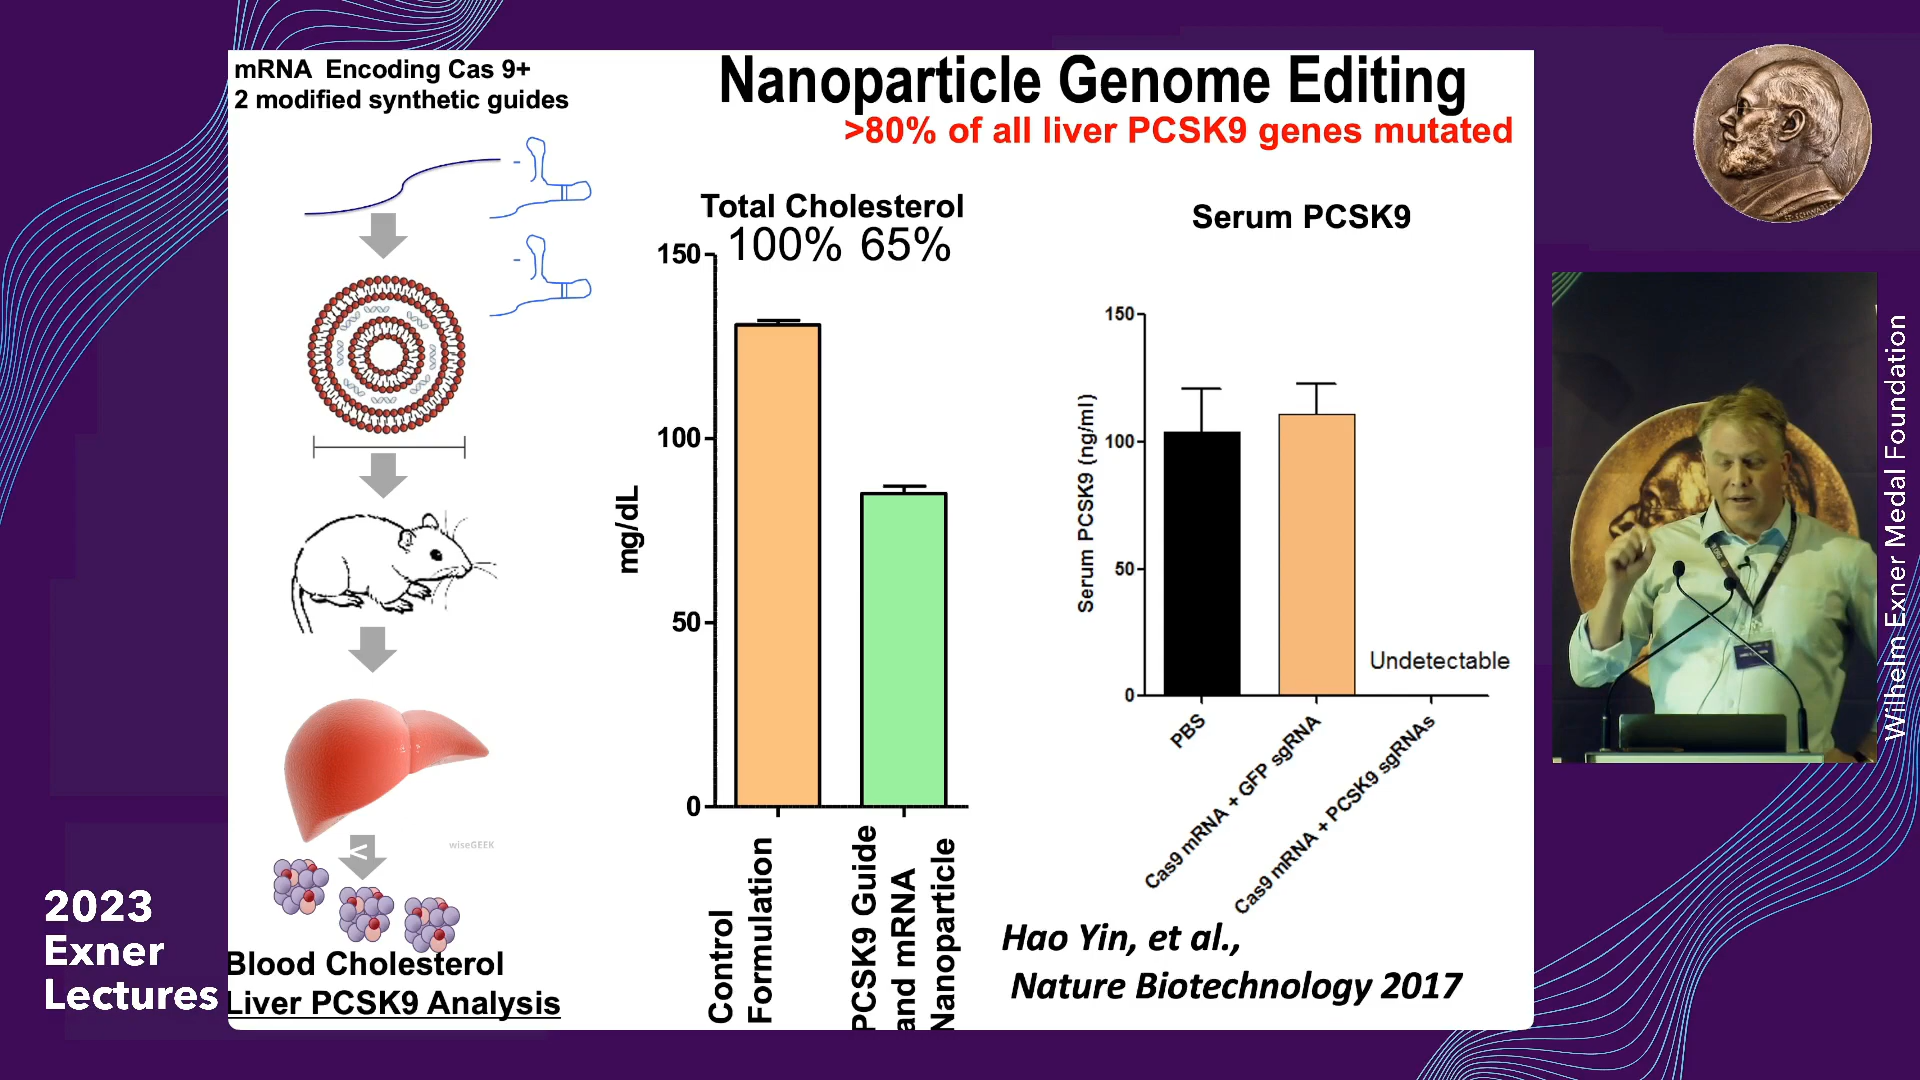 mRNA Encoding Cas 9+
2 modified synthetic guides
Nanoparticle Genome Editing
>80% of all liver PCSK9 genes mutated
Total Cholesterol
100% 65%
150
100
50
0
mg/dL
Control
Formulation
PCSK9 Guide
and mRNA
Nanoparticle
Serum PCSK9
150
100
50
0
Serum PCSK9 (ng/ml)
Undetectable
PBS
Cas9 mRNA + GFP sgRNA
Cas9 mRNA + PCSK9 sgRNAs
wiseGEEK
<
Blood Cholesterol
Liver PCSK9 Analysis
Hao Yin, et al.,
Nature Biotechnology 2017
2023
Exner
Lectures
Wilhelm Exner Medal Foundation